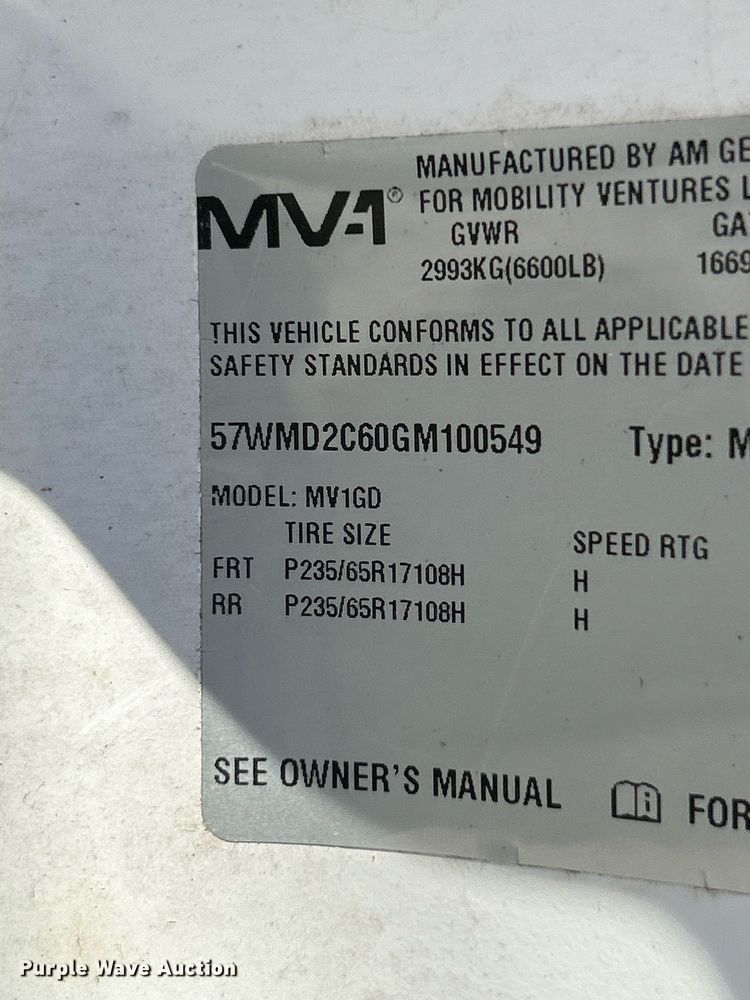 MV-1®
MANUFACTURED BY AM GE
FOR MOBILITY VENTURES L
GVWR GA
2993KG(6600LB) 1669
THIS VEHICLE CONFORMS TO ALL APPLICABLE
SAFETY STANDARDS IN EFFECT ON THE DATE
57WMD2C60GM100549 Type: M
MODEL: MV1GD
TIRE SIZE SPEED RTG
FRT P235/65R17108H H
RR P235/65R17108H H
SEE OWNER'S MANUAL FOR
Purple Wave Auction